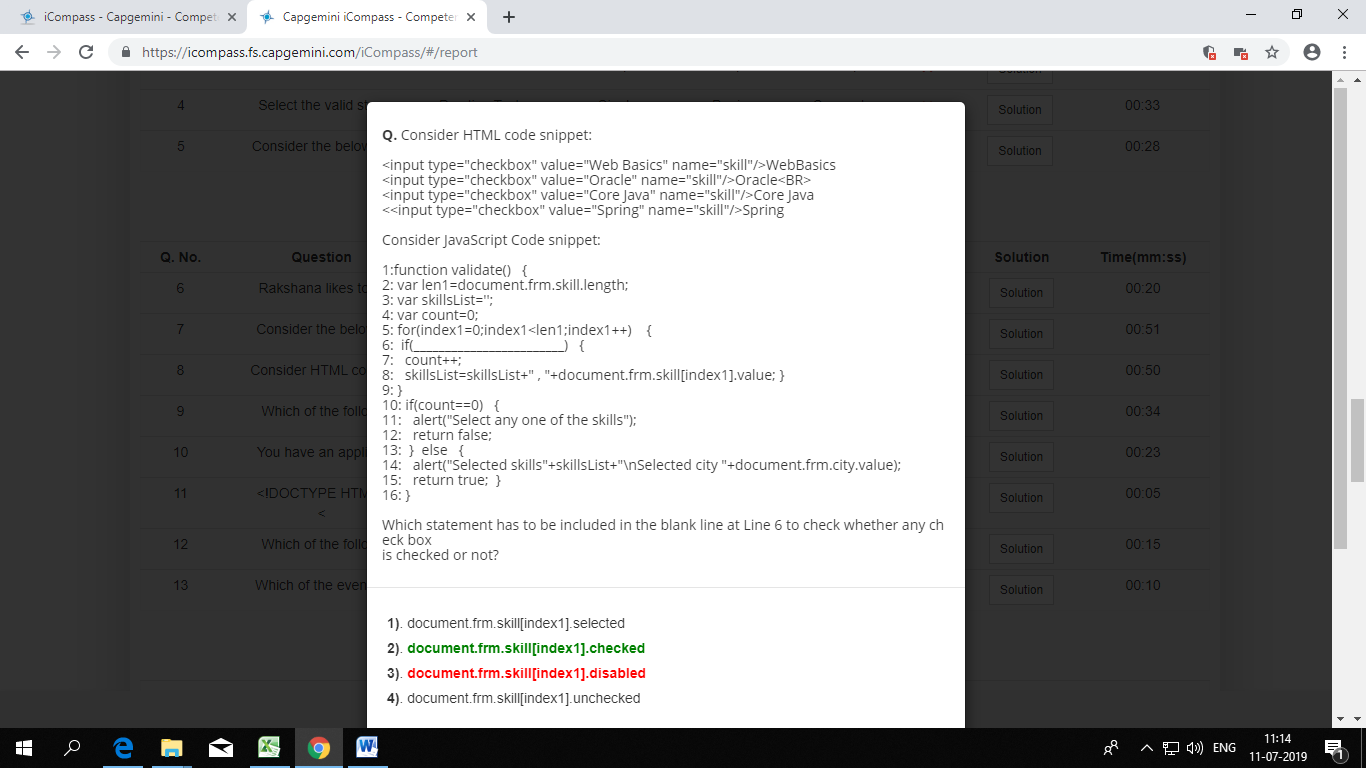 iCompass - Capgemini - Compet
Capgemini iCompass - Competen
https://icompass.fs.capgemini.com/iCompass/#/report
4 Select the valid st Solution 00:33
5 Consider the below Solution 00:28
Q. No. Question Solution Time(mm:ss)
6 Rakshana likes to Solution 00:20
7 Consider the belo Solution 00:51
8 Consider HTML co Solution 00:50
9 Which of the follo Solution 00:34
10 You have an appli Solution 00:23
11 <!DOCTYPE HTM Solution 00:05
<
12 Which of the follo Solution 00:15
13 Which of the even Solution 00:10
Q. Consider HTML code snippet:
<input type="checkbox" value="Web Basics" name="skill"/>WebBasics
<input type="checkbox" value="Oracle" name="skill"/>Oracle<BR>
<input type="checkbox" value="Core Java" name="skill"/>Core Java
<<input type="checkbox" value="Spring" name="skill"/>Spring
Consider JavaScript Code snippet:
1:function validate() {
2: var len1=document.frm.skill.length;
3: var skillsList='';
4: var count=0;
5: for(index1=0;index1<len1;index1++) {
6: if(________________________) {
7: count++;
8: skillsList=skillsList+" , "+document.frm.skill[index1].value; }
9: }
10: if(count==0) {
11: alert("Select any one of the skills");
12: return false;
13: } else {
14: alert("Selected skills"+skillsList+"\nSelected city "+document.frm.city.value);
15: return true; }
16: }
Which statement has to be included in the blank line at Line 6 to check whether any ch
eck box
is checked or not?
1). document.frm.skill[index1].selected
2). document.frm.skill[index1].checked
3). document.frm.skill[index1].disabled
4). document.frm.skill[index1].unchecked
ENG
11:14
11-07-2019
1